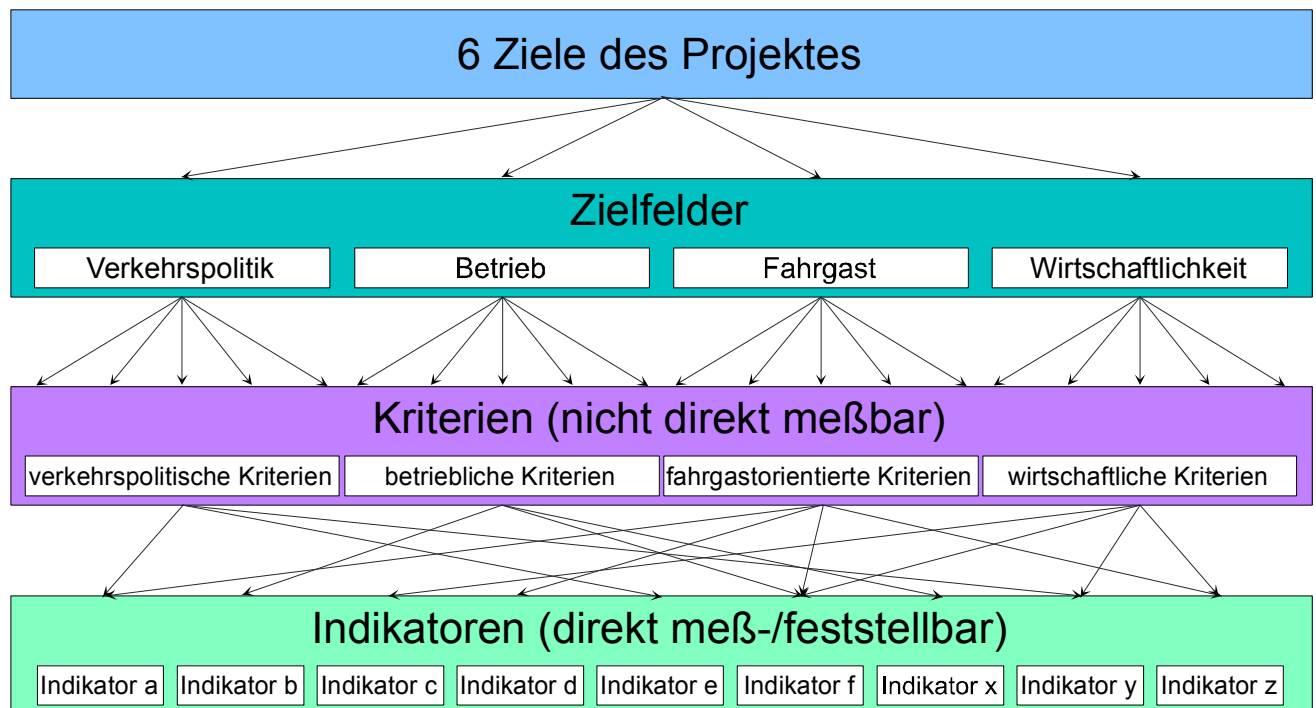 6 Ziele des Projektes
Zielfelder
Verkehrspolitik Betrieb Fahrgast Wirtschaftlichkeit
Kriterien (nicht direkt meßbar)
verkehrspolitische Kriterien betriebliche Kriterien fahrgastorientierte Kriterien wirtschaftliche Kriterien
Indikatoren (direkt meß-/feststellbar)
Indikator a Indikator b Indikator c Indikator d Indikator e Indikator f Indikator x Indikator y Indikator z